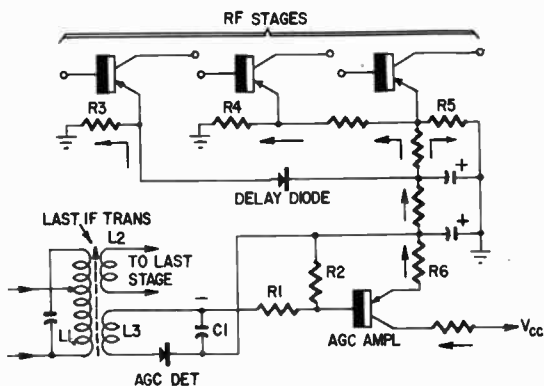 RF STAGES
R3
R4
R5
+
DELAY DIODE
+
LAST IF TRANS
L2
TO LAST
STAGE
R2
R6
R1
L1
L3
C1
−
AGC AMPL
VCC
AGC DET